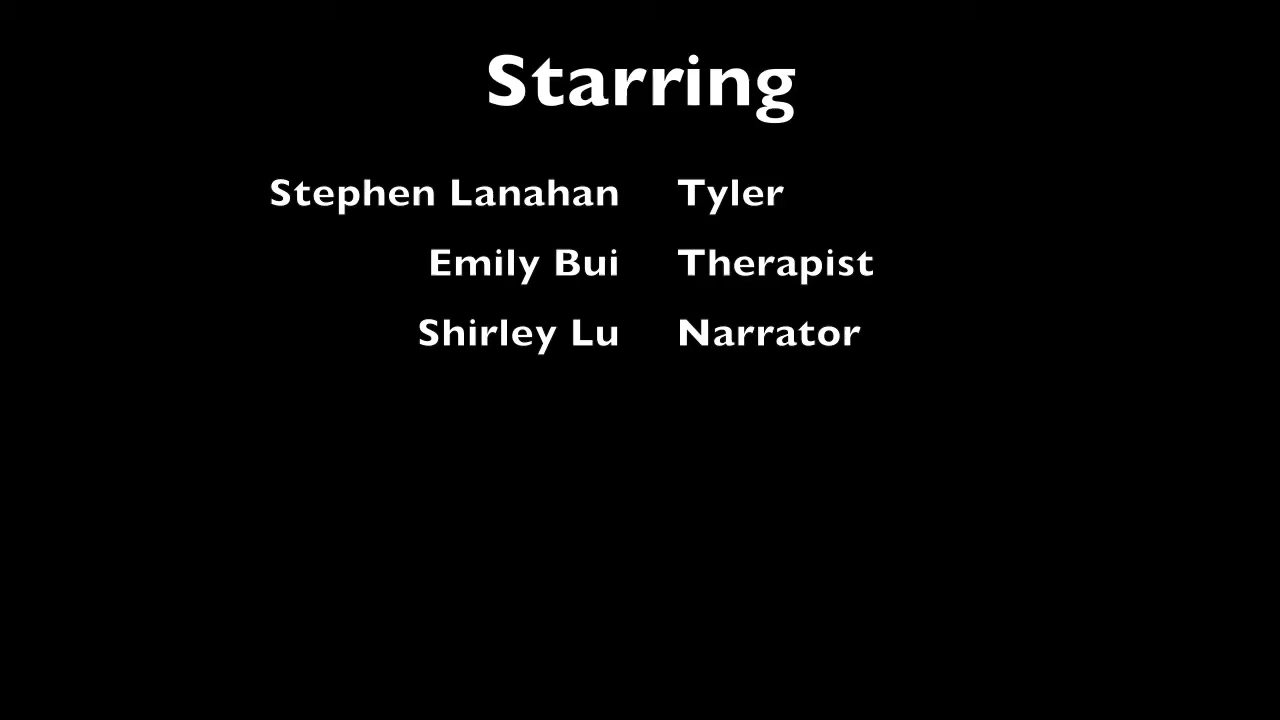 Starring
Stephen Lanahan Tyler
Emily Bui Therapist
Shirley Lu Narrator